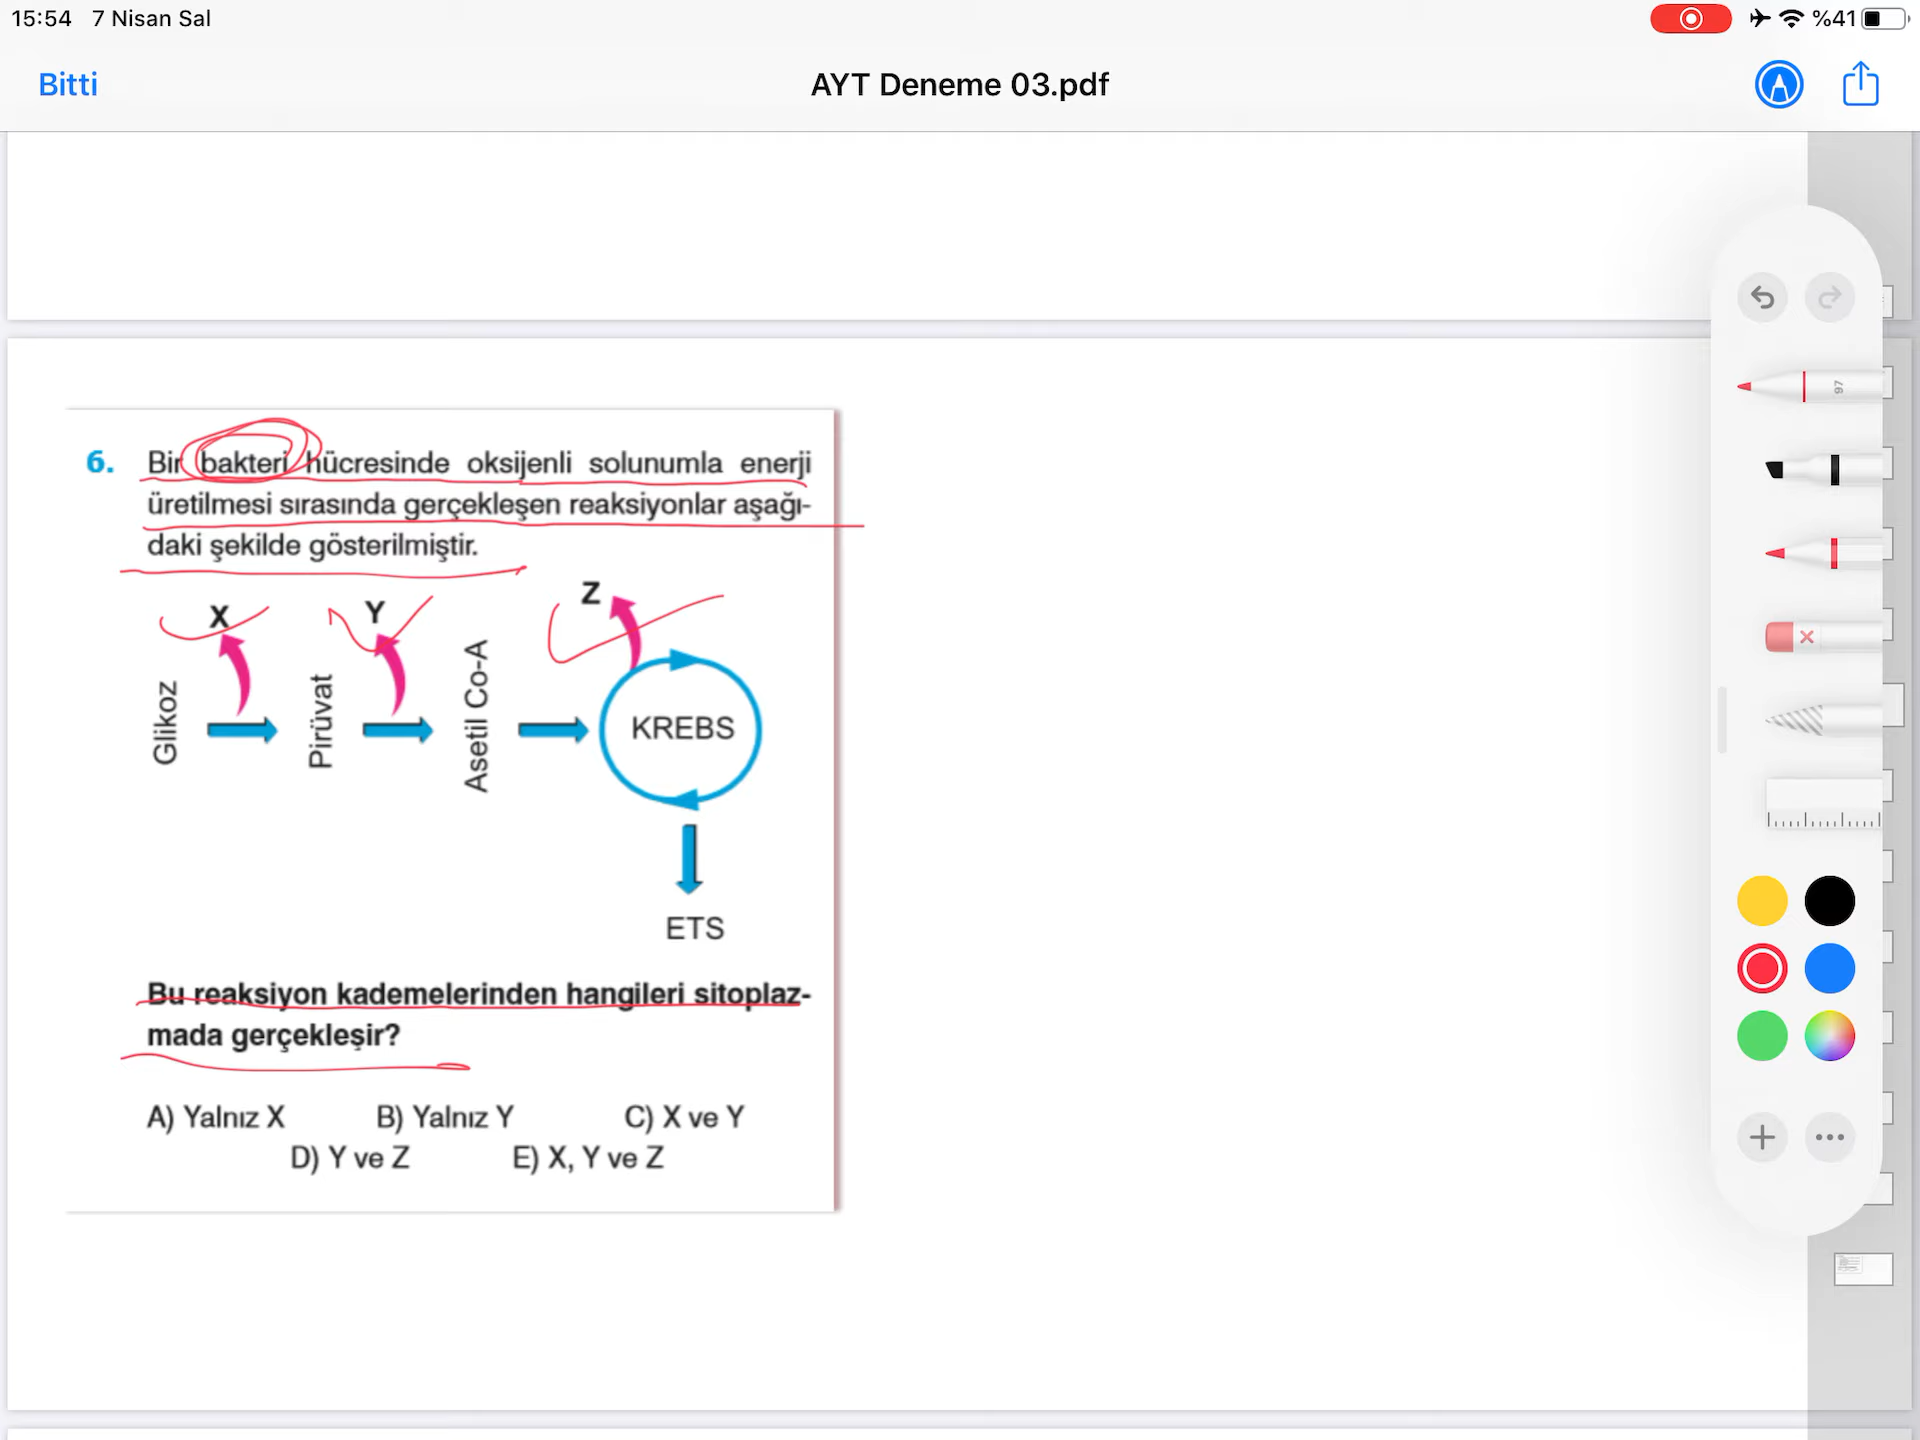 15:54 7 Nisan Sal
%41
Bitti
AYT Deneme 03.pdf
97
6. Bir bakteri hücresinde oksijenli solunumla enerji
üretilmesi sırasında gerçekleşen reaksiyonlar aşağı-
daki şekilde gösterilmiştir.
X
Y
Z
Glikoz
Pirüvat
Asetil Co-A
KREBS
ETS
Bu reaksiyon kademelerinden hangileri sitoplaz-
mada gerçekleşir?
A) Yalnız X B) Yalnız Y C) X ve Y
D) Y ve Z E) X, Y ve Z